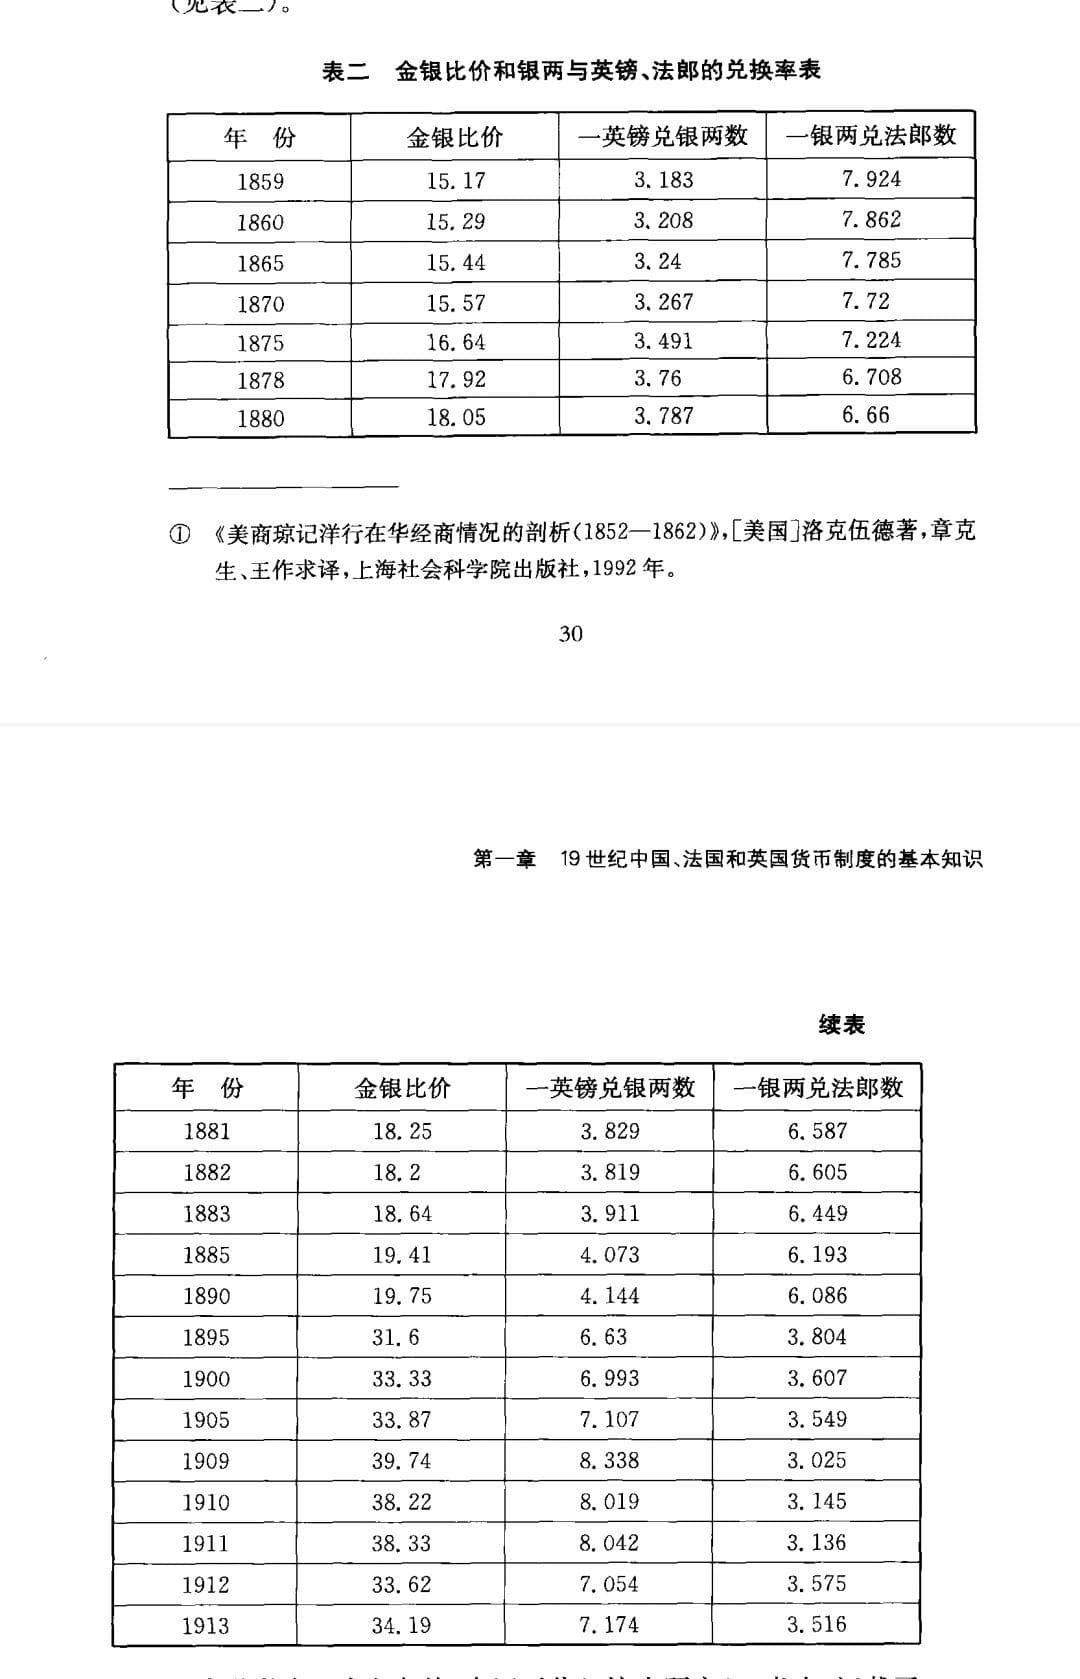 （见表二）。
表二 金银比价和银两与英镑、法郎的兑换率表
年 份 金银比价 一英镑兑银两数 一银两兑法郎数
1859 15.17 3.183 7.924
1860 15.29 3.208 7.862
1865 15.44 3.24 7.785
1870 15.57 3.267 7.72
1875 16.64 3.491 7.224
1878 17.92 3.76 6.708
1880 18.05 3.787 6.66
① 《美商琼记洋行在华经商情况的剖析(1852—1862)》,[美国]洛克伍德著,章克
生、王作求译,上海社会科学院出版社,1992年。
30
第一章 19世纪中国、法国和英国货币制度的基本知识
续表
年 份 金银比价 一英镑兑银两数 一银两兑法郎数
1881 18.25 3.829 6.587
1882 18.2 3.819 6.605
1883 18.64 3.911 6.449
1885 19.41 4.073 6.193
1890 19.75 4.144 6.086
1895 31.6 6.63 3.804
1900 33.33 6.993 3.607
1905 33.87 7.107 3.549
1909 39.74 8.338 3.025
1910 38.22 8.019 3.145
1911 38.33 8.042 3.136
1912 33.62 7.054 3.575
1913 34.19 7.174 3.516